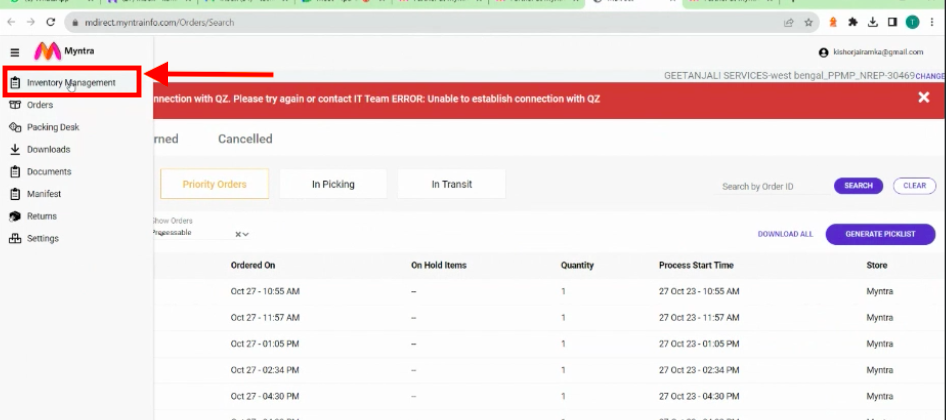 mdirect.myntrainfo.com/Orders/Search
Myntra
kishorjairamka@gmail.com
GEETANJALI SERVICES-west bengal_PPMP_NREP-30469 CHANGE
Inventory Management
Orders
Packing Desk
Downloads
Documents
Manifest
Returns
Settings
nnection with QZ. Please try again or contact IT Team ERROR: Unable to establish connection with QZ
rned Cancelled
Priority Orders In Picking In Transit Search by Order ID SEARCH CLEAR
Show Orders
Processable
DOWNLOAD ALL GENERATE PICKLIST
Ordered On On Hold Items Quantity Process Start Time Store
Oct 27 - 10:55 AM -- 1 27 Oct 23 - 10:55 AM Myntra
Oct 27 - 11:57 AM -- 1 27 Oct 23 - 11:57 AM Myntra
Oct 27 - 01:05 PM -- 1 27 Oct 23 - 01:05 PM Myntra
Oct 27 - 02:34 PM -- 1 27 Oct 23 - 02:34 PM Myntra
Oct 27 - 04:30 PM -- 1 27 Oct 23 - 04:30 PM Myntra